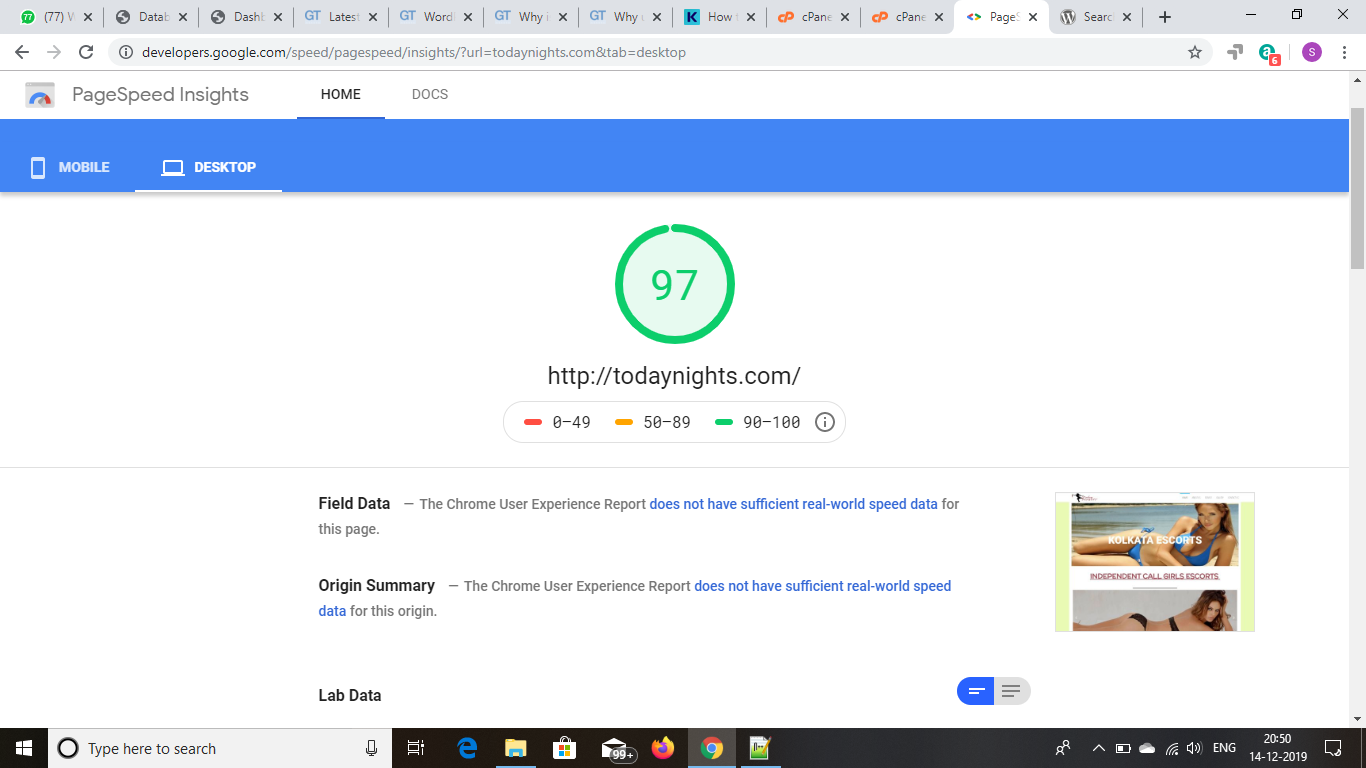 (77) W
Datab
Dashb
GT Latest
GT Word
GT Why i
GT Why
K How t
cP cPane
cP cPane
PageS
Searc
developers.google.com/speed/pagespeed/insights/?url=todaynights.com&tab=desktop
a
6
S
PageSpeed Insights
HOME
DOCS
MOBILE
DESKTOP
97
http://todaynights.com/
0–49
50–89
90–100
Field Data — The Chrome User Experience Report does not have sufficient real-world speed data for
this page.
KOLKATA ESCORTS
INDEPENDENT CALL GIRLS ESCORTS
Origin Summary — The Chrome User Experience Report does not have sufficient real-world speed
data for this origin.
Lab Data
Type here to search
99+
ENG
20:50
14-12-2019